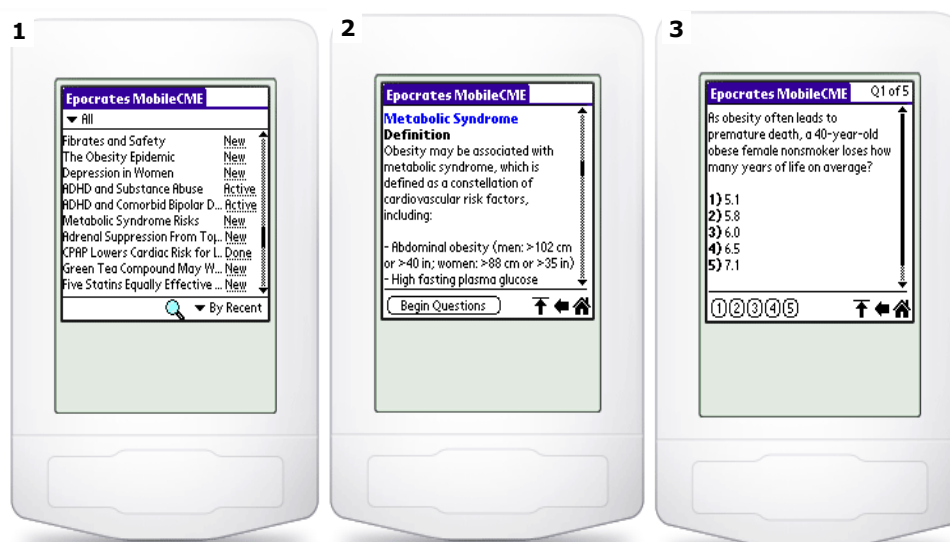 1
Epocrates MobileCME
All
Fibrates and Safety New
The Obesity Epidemic New
Depression in Women New
ADHD and Substance Abuse Active
ADHD and Comorbid Bipolar D... Active
Metabolic Syndrome Risks New
Adrenal Suppression From Top... New
CPAP Lowers Cardiac Risk for L... Done
Green Tea Compound May W... New
Five Statins Equally Effective ... New
By Recent
2
Epocrates MobileCME
Metabolic Syndrome
Definition
Obesity may be associated with
metabolic syndrome, which is
defined as a constellation of
cardiovascular risk factors,
including:
- Abdominal obesity (men: >102 cm
or >40 in; women: >88 cm or >35 in)
- High fasting plasma glucose
Begin Questions
3
Epocrates MobileCME Q1 of 5
As obesity often leads to
premature death, a 40-year-old
obese female nonsmoker loses how
many years of life on average?
1) 5.1
2) 5.8
3) 6.0
4) 6.5
5) 7.1
1 2 3 4 5